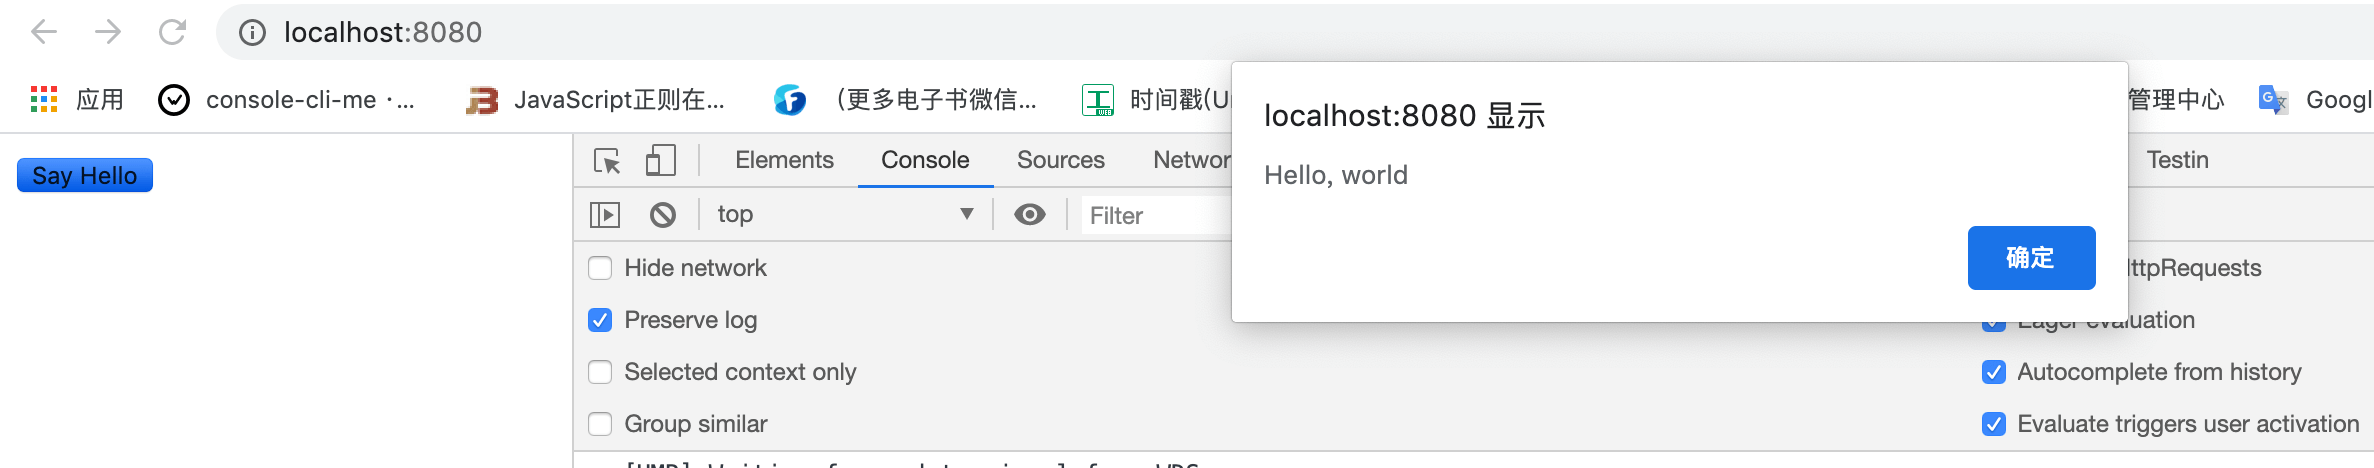 localhost:8080
应用
console-cli-me ·...
JavaScript正则在...
（更多电子书微信...
时间戳(U
管理中心
Googl
localhost:8080 显示
Hello, world
确定
Say Hello
Elements
Console
Sources
Networ
Testin
top
Filter
Hide network
ttpRequests
Preserve log
Eager evaluation
Selected context only
Autocomplete from history
Group similar
Evaluate triggers user activation